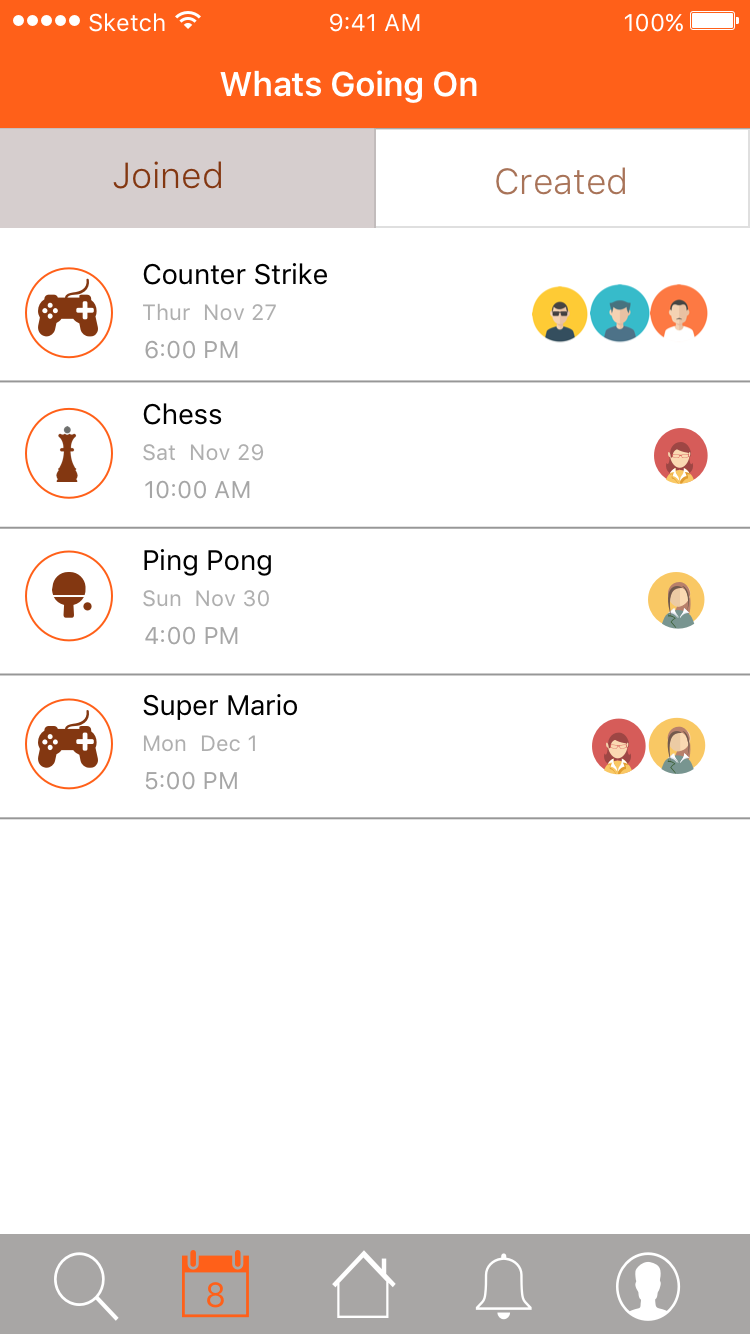 Sketch 9:41 AM 100%
Whats Going On
Joined Created
Counter Strike
Thur Nov 27
6:00 PM
Chess
Sat Nov 29
10:00 AM
Ping Pong
Sun Nov 30
4:00 PM
Super Mario
Mon Dec 1
5:00 PM
8